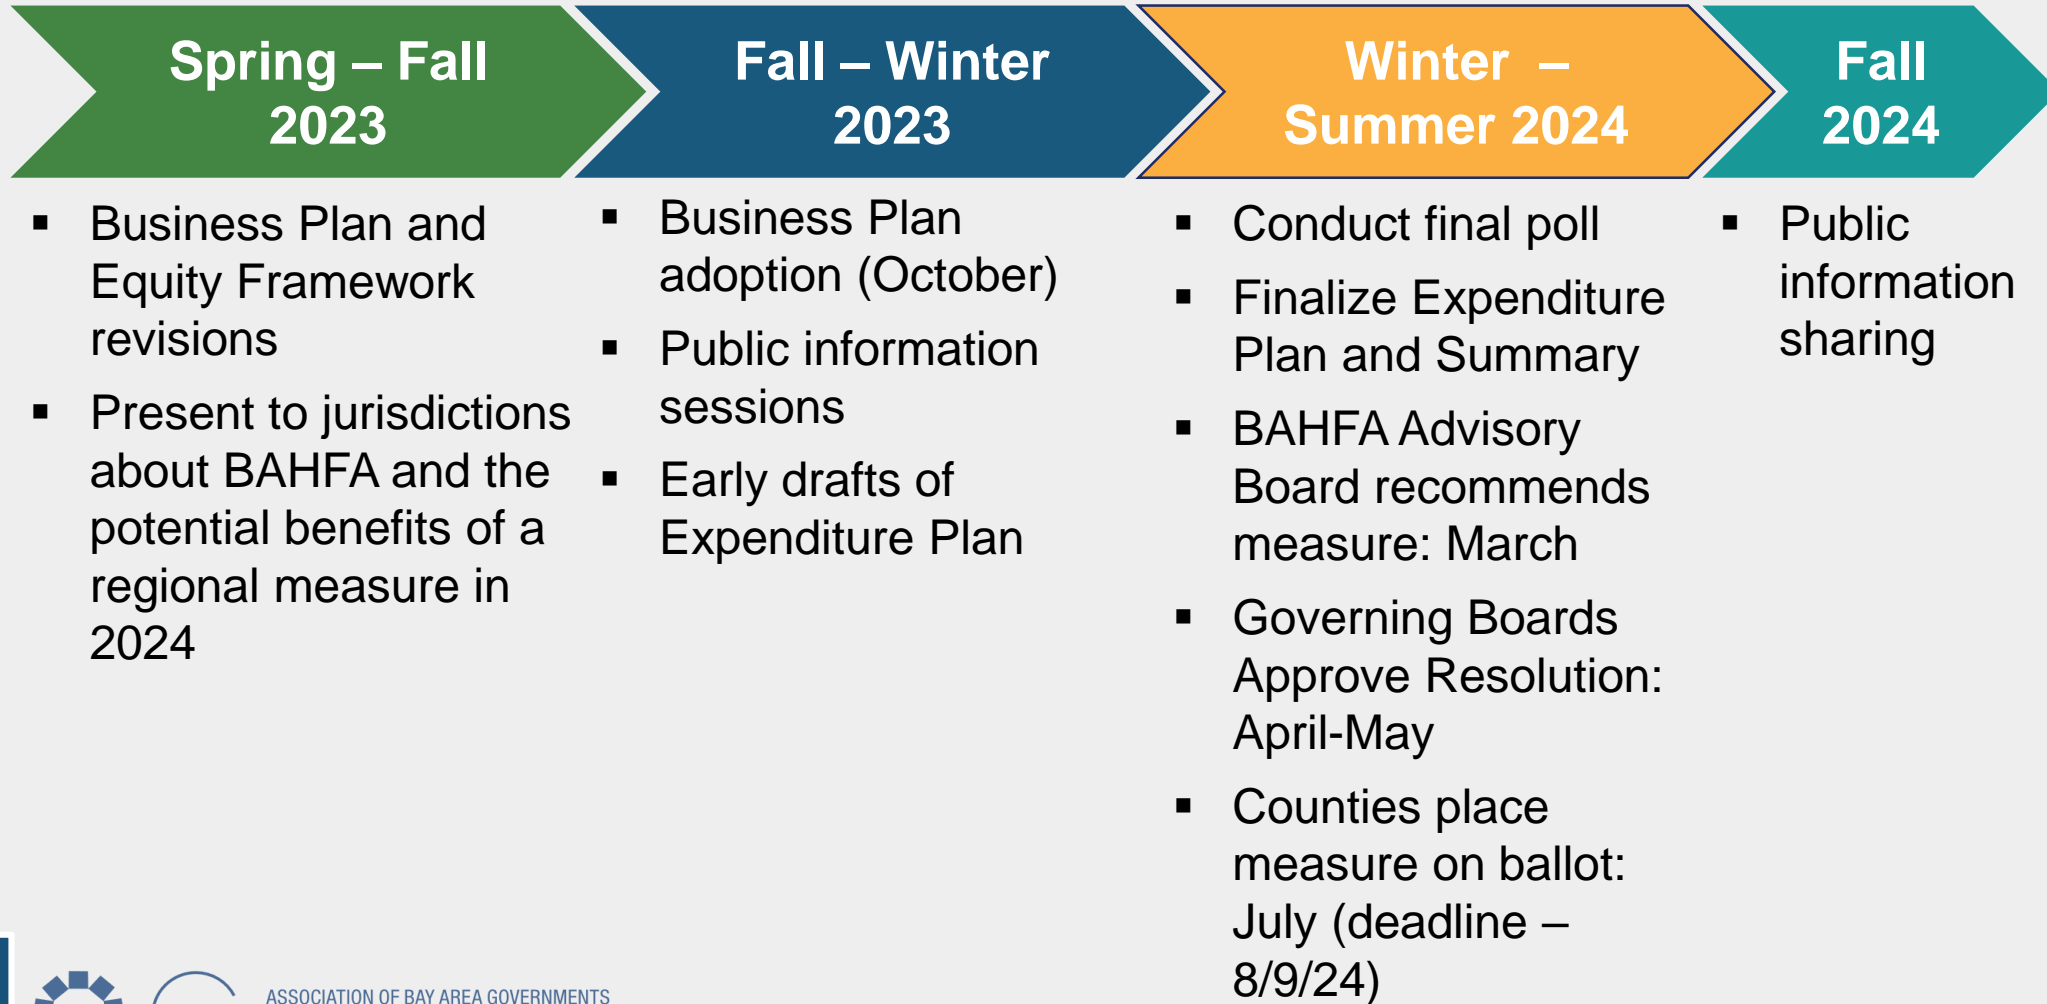 Spring – Fall
2023
▪ Business Plan and
Equity Framework
revisions
▪ Present to jurisdictions
about BAHFA and the
potential benefits of a
regional measure in
2024
Fall – Winter
2023
▪ Business Plan
adoption (October)
▪ Public information
sessions
▪ Early drafts of
Expenditure Plan
Winter –
Summer 2024
▪ Conduct final poll
▪ Finalize Expenditure
Plan and Summary
▪ BAHFA Advisory
Board recommends
measure: March
▪ Governing Boards
Approve Resolution:
April-May
▪ Counties place
measure on ballot:
July (deadline –
8/9/24)
Fall
2024
▪ Public
information
sharing
ASSOCIATION OF BAY AREA GOVERNMENTS